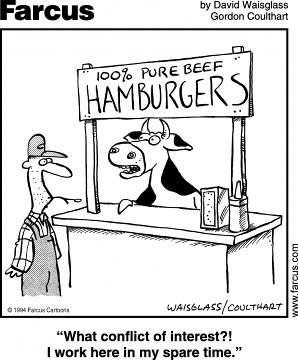 Farcus
by David Waisglass
Gordon Coulthart
100% PURE BEEF
HAMBURGERS
© 1994 Farcus Cartoons
WAISGLASS/COULTHART
www.farcus.com
“What conflict of interest?!
I work here in my spare time.”